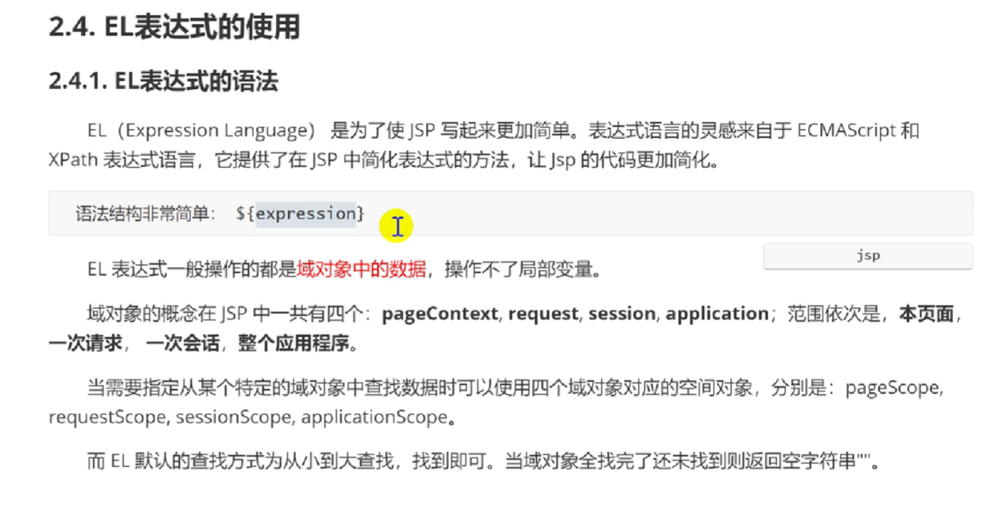 2.4. EL表达式的使用
2.4.1. EL表达式的语法
EL（Expression Language） 是为了使 JSP 写起来更加简单。表达式语言的灵感来自于 ECMAScript 和
XPath 表达式语言，它提供了在 JSP 中简化表达式的方法，让 Jsp 的代码更加简化。
语法结构非常简单： ${expression}
jsp
EL 表达式一般操作的都是域对象中的数据，操作不了局部变量。
域对象的概念在 JSP 中一共有四个：pageContext, request, session, application；范围依次是，本页面，
一次请求， 一次会话，整个应用程序。
当需要指定从某个特定的域对象中查找数据时可以使用四个域对象对应的空间对象，分别是：pageScope,
requestScope, sessionScope, applicationScope。
而 EL 默认的查找方式为从小到大查找，找到即可。当域对象全找完了还未找到则返回空字符串""。